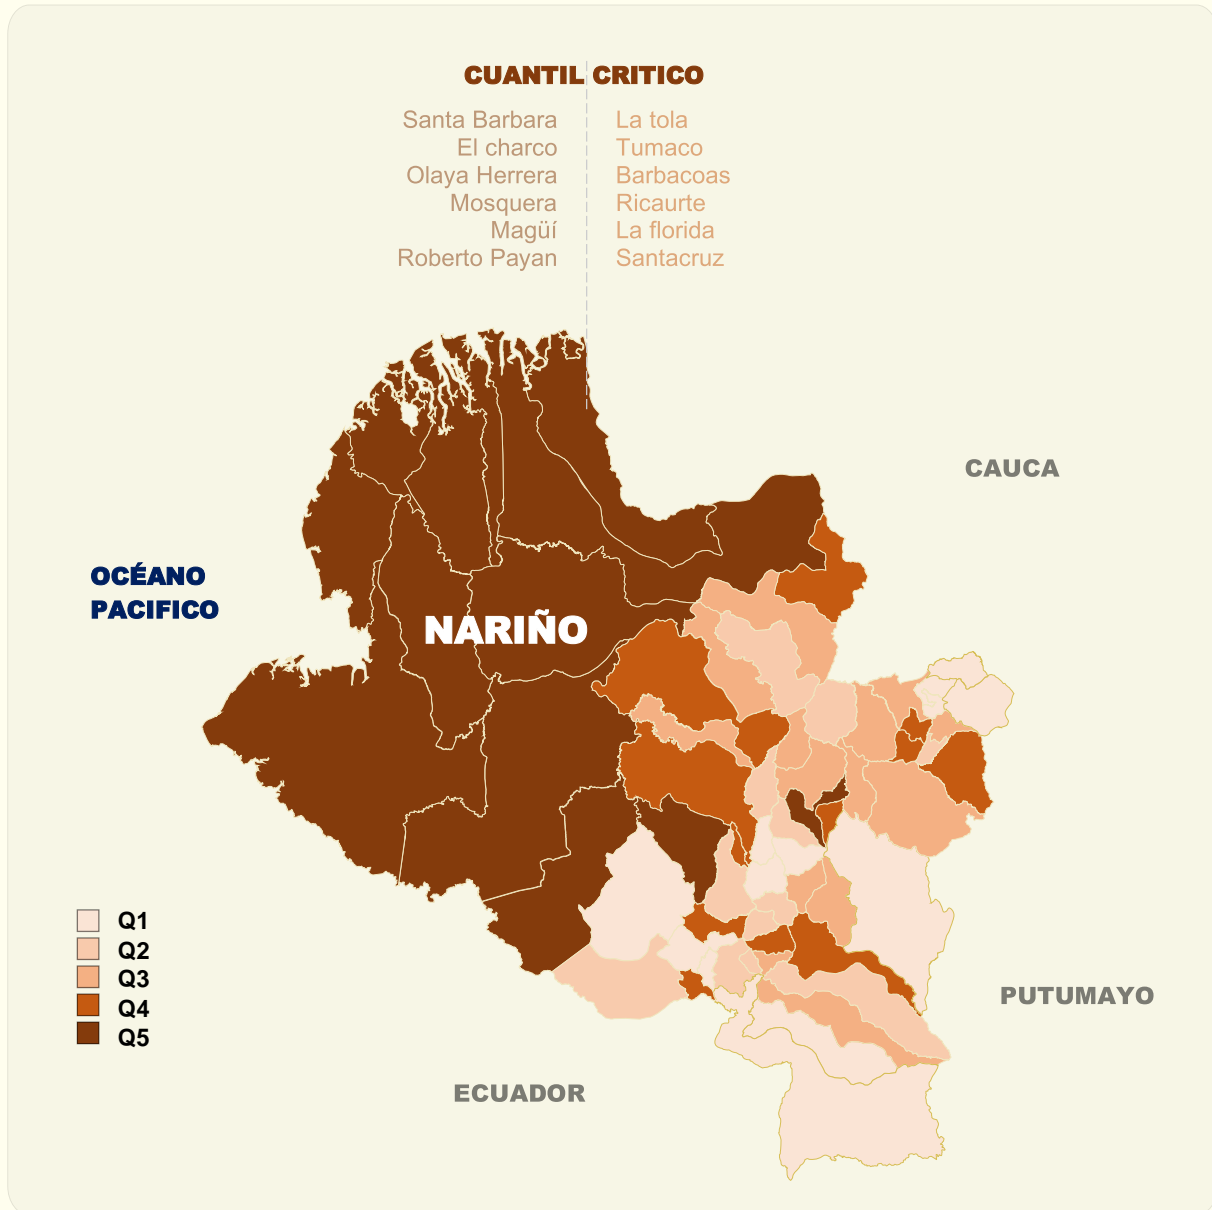 CUANTIL CRITICO
Santa Barbara
El charco
Olaya Herrera
Mosquera
Magüí
Roberto Payan
La tola
Tumaco
Barbacoas
Ricaurte
La florida
Santacruz
CAUCA
OCÉANO
PACIFICO
NARIÑO
Q1
Q2
Q3
Q4
Q5
PUTUMAYO
ECUADOR